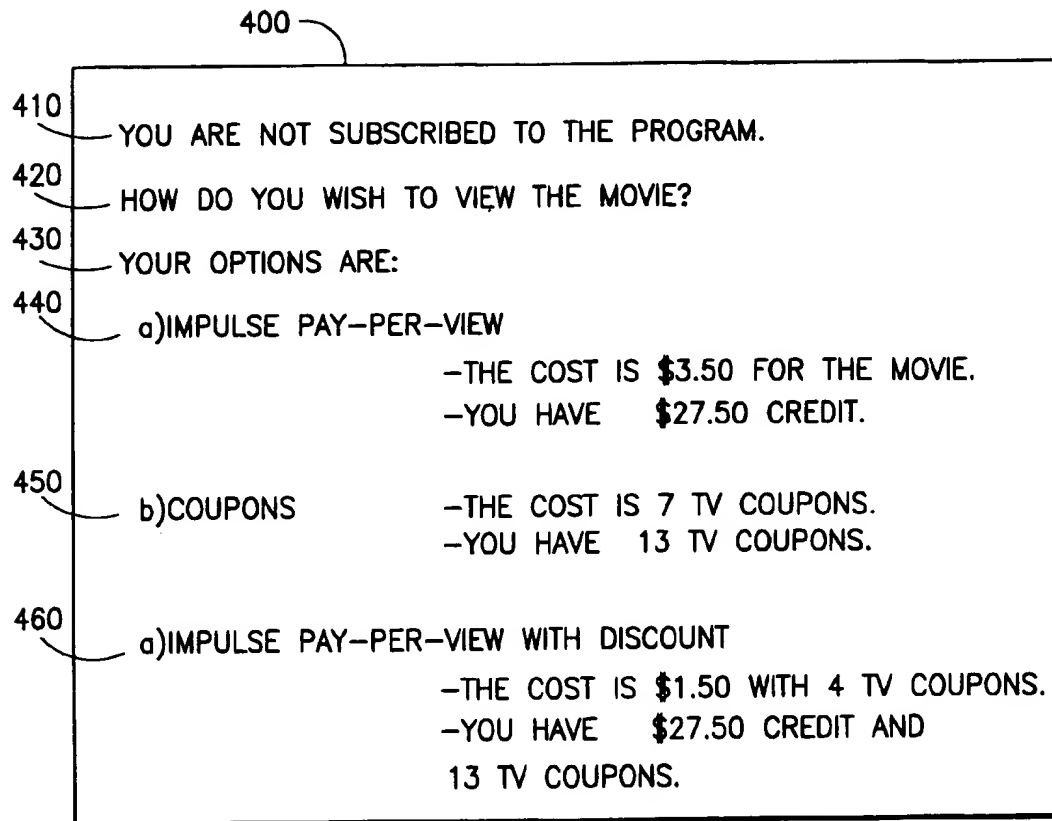 400
410
YOU ARE NOT SUBSCRIBED TO THE PROGRAM.
420
HOW DO YOU WISH TO VIEW THE MOVIE?
430
YOUR OPTIONS ARE:
440
a)IMPULSE PAY-PER-VIEW
-THE COST IS $3.50 FOR THE MOVIE.
-YOU HAVE $27.50 CREDIT.
450
b)COUPONS -THE COST IS 7 TV COUPONS.
-YOU HAVE 13 TV COUPONS.
460
a)IMPULSE PAY-PER-VIEW WITH DISCOUNT
-THE COST IS $1.50 WITH 4 TV COUPONS.
-YOU HAVE $27.50 CREDIT AND
13 TV COUPONS.